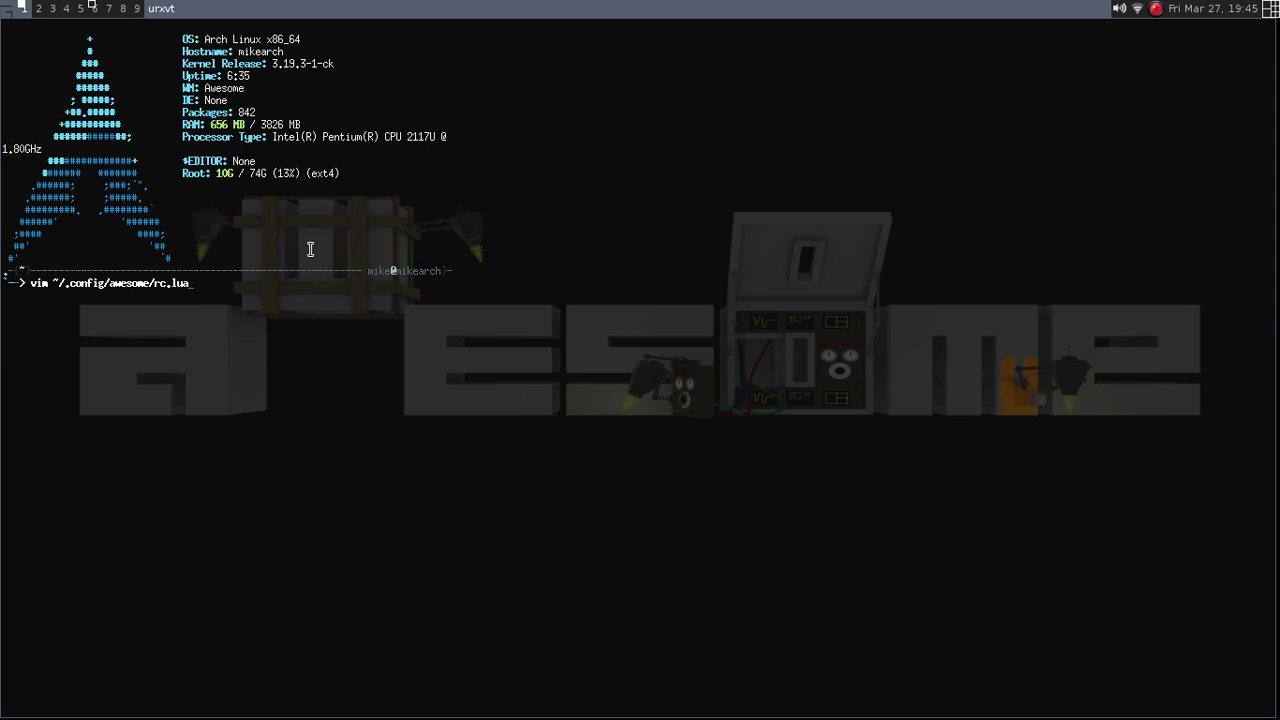 1 2 3 4 5 6 7 8 9 urxvt Fri Mar 27, 19:45
OS: Arch Linux x86_64
Hostname: mikearch
Kernel Release: 3.19.3-1-ck
Uptime: 6:35
WM: Awesome
DE: None
Packages: 842
RAM: 656 MB / 3826 MB
Processor Type: Intel(R) Pentium(R) CPU 2117U @
1.80GHz
$EDITOR: None
Root: 10G / 74G (13%) (ext4)
(~)---------------------------------------------------------------- mike@mikearch)-
-> vim ~/.config/awesome/rc.lua_
a esome